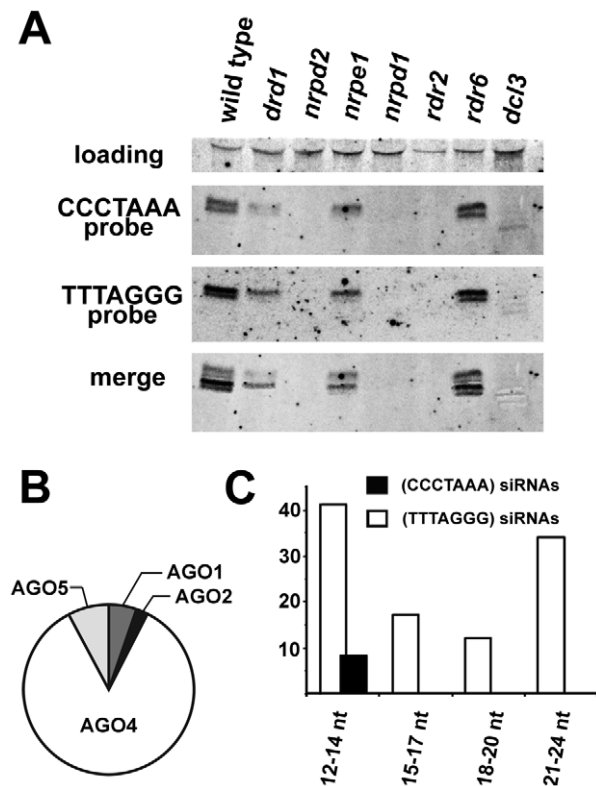 A
wild type
drd1
nrpd2
nrpe1
nrpd1
rdr2
rdr6
dcl3
loading
CCCTAAA
probe
TTTAGGG
probe
merge
B
AGO5
AGO1
AGO2
AGO4
C
(CCCTAAA) siRNAs
(TTTAGGG) siRNAs
40
30
20
10
12-14 nt
15-17 nt
18-20 nt
21-24 nt